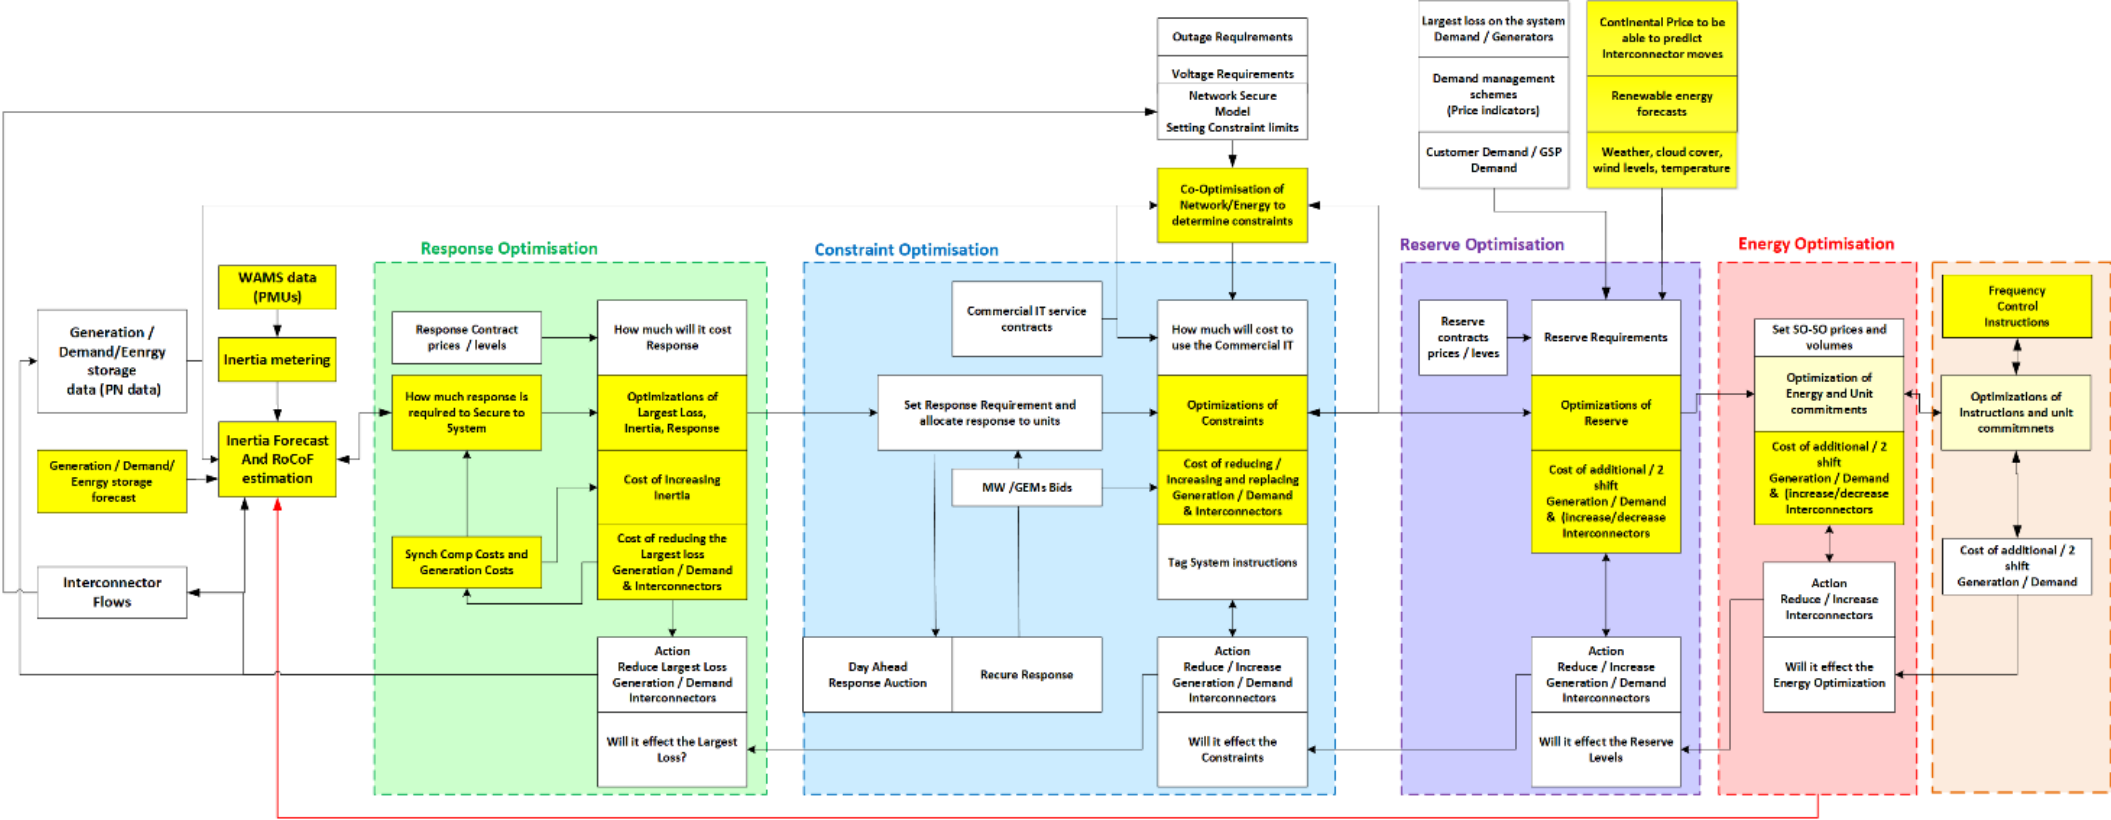 Outage Requirements
Voltage Requirements
Network Secure
Model
Setting Constraint limits
Largest loss on the system
Demand / Generators
Demand management
schemes
(Price Indicators)
Customer Demand / GSP
Demand
Continental Price to be
able to predict
Interconnector moves
Renewable energy
forecasts
Weather, cloud cover,
wind levels, temperature
Co-Optimisation of
Network/Energy to
determine constraints
WAMS data
(PMUs)
Inertia metering
Generation /
Demand/Eenrgy
storage
data (PN data)
Inertia Forecast
And RoCoF
estimation
Generation / Demand/
Eenrgy storage
forecast
Interconnector
Flows
Response Optimisation
Response Contract
prices / levels
How much will it cost
Response
How much response is
required to Secure to
System
Optimizations of
Largest Loss,
Inertia, Response
Cost of Increasing
Inertia
Synch Comp Costs and
Generation Costs
Cost of reducing the
Largest loss
Generation / Demand
& Interconnectors
Action
Reduce Largest Loss
Generation / Demand
Interconnectors
Will it effect the Largest
Loss?
Constraint Optimisation
Commercial IT service
contracts
How much will cost to
use the Commercial IT
Set Response Requirement and
allocate response to units
Optimizations of
Constraints
MW /GEMs Bids
Cost of reducing /
Increasing and replacing
Generation / Demand
& Interconnectors
Tag System instructions
Day Ahead
Response Auction
Recure Response
Action
Reduce / Increase
Generation / Demand
Interconnectors
Will it effect the
Constraints
Reserve Optimisation
Reserve
contracts
prices / leves
Reserve Requirements
Optimizations of
Reserve
Cost of additional / 2
shift
Generation / Demand
& (increase/decrease
Interconnectors
Action
Reduce / Increase
Generation / Demand
Interconnectors
Will it effect the Reserve
Levels
Energy Optimisation
Set SO-SO prices and
volumes
Optimization of
Energy and Unit
commitments
Cost of additional / 2
shift
Generation / Demand
& (increase/decrease
Interconnectors
Action
Reduce / Increase
Interconnectors
Will it effect the
Energy Optimization
Frequency
Control
Instructions
Optimizations of
Instructions and unit
commitmnets
Cost of additional / 2
shift
Generation / Demand